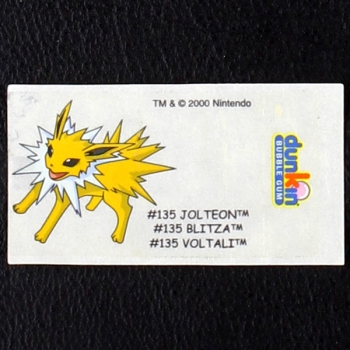 TM & © 2000 Nintendo
dunkin
BUBBLE GUM
#135 JOLTEON™
#135 BLITZA™
#135 VOLTALI™